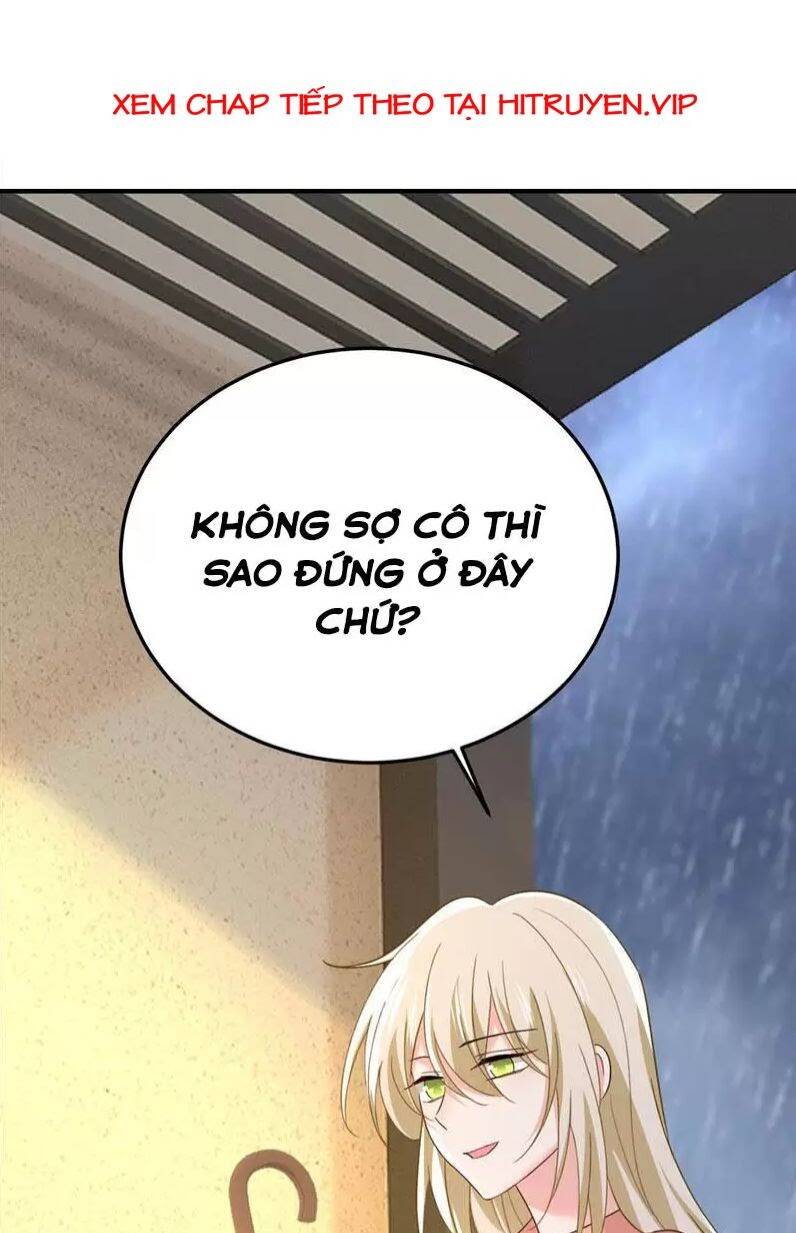 XEM CHAP TIẾP THEO TẠI HITRUYEN.VIP
KHÔNG SỢ CÔ THÌ
SAO ĐỨNG Ở ĐÂY
CHỨ?